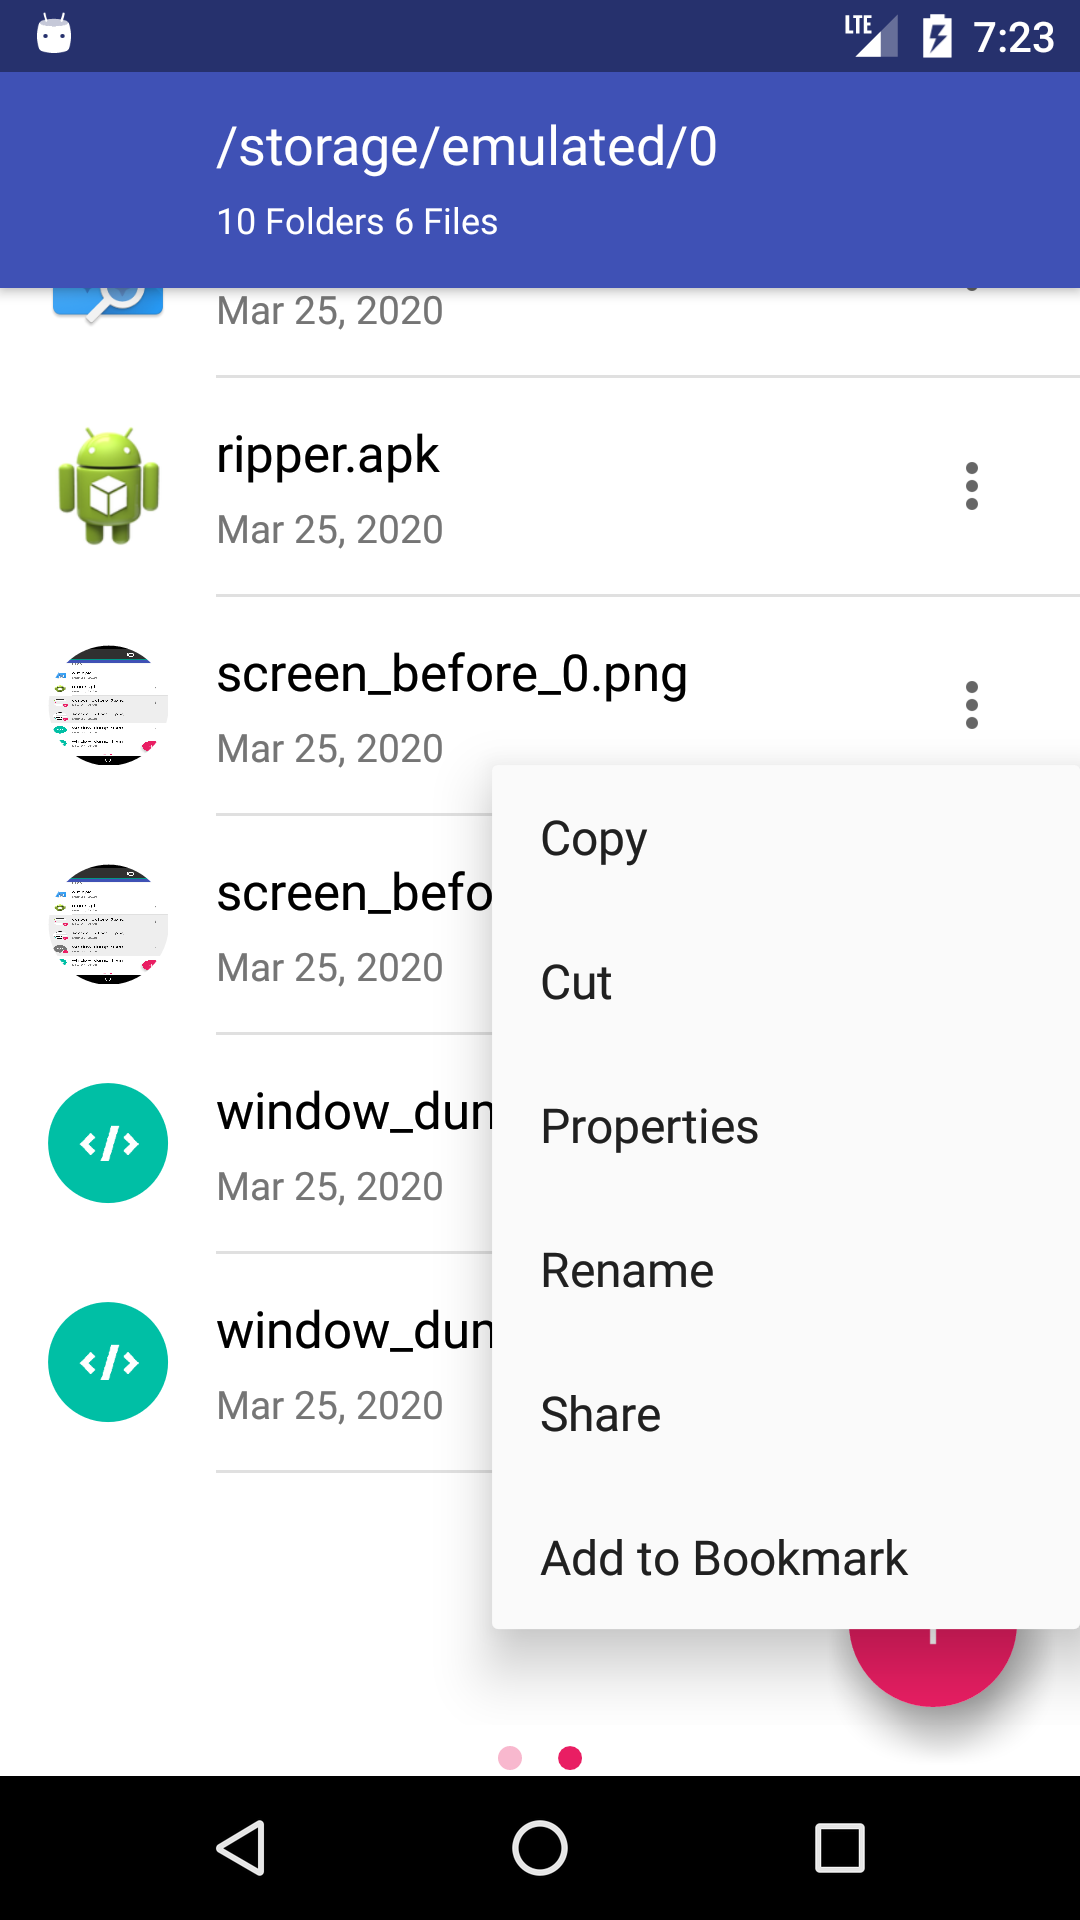 LTE 7:23
/storage/emulated/0
10 Folders 6 Files
Mar 25, 2020
ripper.apk
Mar 25, 2020
screen_before_0.png
Mar 25, 2020
screen_befo
Mar 25, 2020
window_dun
Mar 25, 2020
window_dun
Mar 25, 2020
Copy
Cut
Properties
Rename
Share
Add to Bookmark